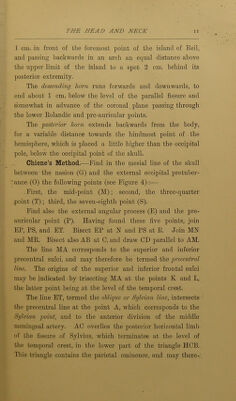 THE HEAD AND NECK 11
1 cm. in front of the foremost point of the island of Reil,
and passing backwards in an arch an equal distance above
the upper limit of the island to a spot 2 cm. behind its
posterior extremity.
The descending horn runs forwards and downwards, to
end about 1 cm. below the level of the parallel fissure and
somewhat in advance of the coronal plane passing through
the lower Rolandic and pre-auricular points.
The posterior horn extends backwards from the body,
for a variable distance towards the hindmost point of the
hemisphere, which is placed a little higher than the occipital
pole, below the occipital point of the skull.
Chiene's Method.—Find in the mesial line of the skull
between the nasion (G) and the external occipital protuber-
ance (O) the following points (see Figure 4):—
First, the mid-point (M); second, the three-quarter
point (T); third, the seven-eighth point (S).
Find also the external angular process (E) and the pre-
auricular point (P). Having found these five points, join
EP, PS, and ET. Bisect EP at N and PS at R. Join MN
and MR. Bisect also AB at C, and draw CD parallel to AM.
The line MA corresponds to the superior and inferior
precentral sulci, and may therefore be termed the precentral
line. The origins of the superior and inferior frontal sulci
may be indicated by trisecting MA at the points K and L,
the latter point being at the level of the temporal crest.
The line ET, termed the oblique or Sylvian line, intersects
the precentral line at the point A, which corresponds to the
Sylvian point, and to the anterior division of the middle
meningeal artery. AC overlies the posterior horizontal limb
of the fissure of Sylvius, which terminates at the level of
the temporal crest, in the lower part of the triangle HCB.
This triangle contains the parietal eminence, and may there-